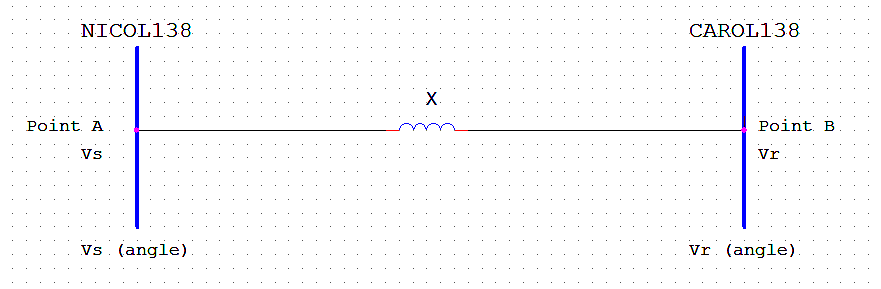 NICOL138 CAROL138
X
Point A Point B
Vs Vr
Vs (angle) Vr (angle)